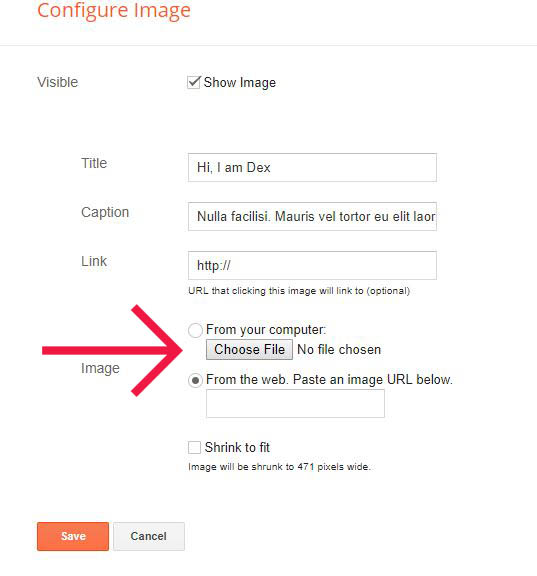 Configure Image
Visible
Show Image
Title
Hi, I am Dex
Caption
Nulla facilisi. Mauris vel tortor eu elit laor
Link
http://
URL that clicking this image will link to (optional)
From your computer:
Choose File No file chosen
Image
From the web. Paste an image URL below.
Shrink to fit
Image will be shrunk to 471 pixels wide.
Save
Cancel